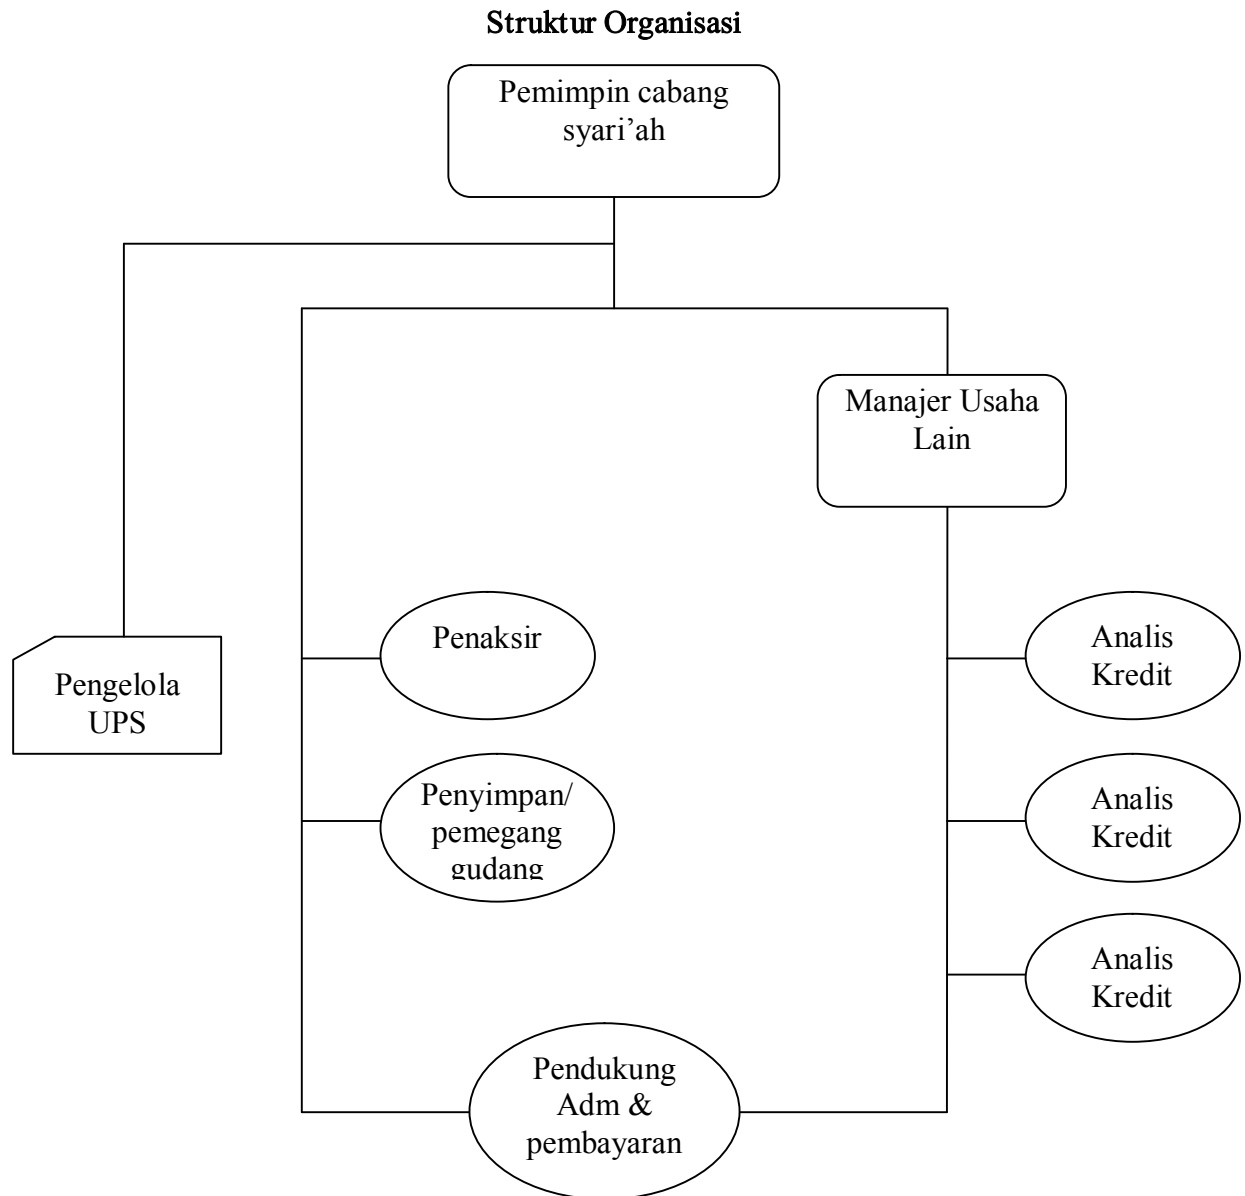 Struktur Organisasi
Pemimpin cabang
syari’ah
Manajer Usaha
Lain
Penaksir
Analis
Kredit
Pengelola
UPS
Penyimpan/
pemegang
gudang
Analis
Kredit
Analis
Kredit
Pendukung
Adm &
pembayaran